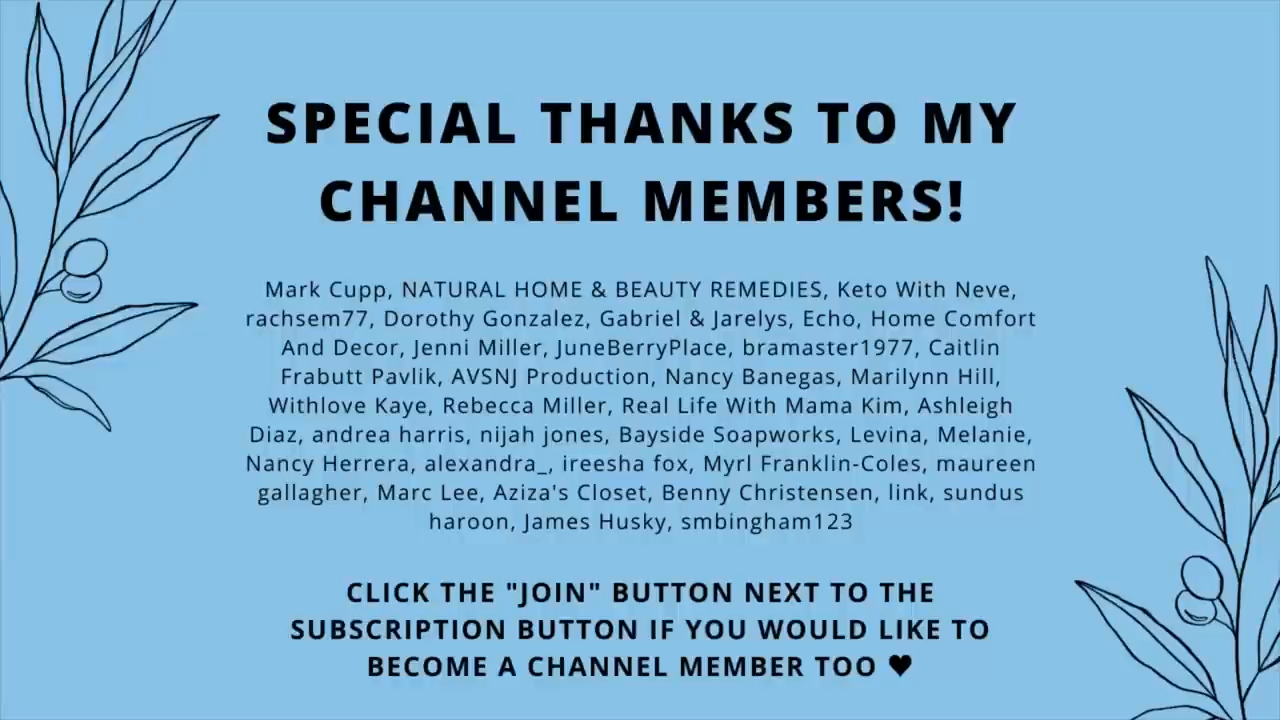 SPECIAL THANKS TO MY
CHANNEL MEMBERS!
Mark Cupp, NATURAL HOME & BEAUTY REMEDIES, Keto With Neve,
rachsem77, Dorothy Gonzalez, Gabriel & Jarelys, Echo, Home Comfort
And Decor, Jenni Miller, JuneBerryPlace, bramaster1977, Caitlin
Frabutt Pavlik, AVSNJ Production, Nancy Banegas, Marilynn Hill,
Withlove Kaye, Rebecca Miller, Real Life With Mama Kim, Ashleigh
Diaz, andrea harris, nijah jones, Bayside Soapworks, Levina, Melanie,
Nancy Herrera, alexandra_, ireesha fox, Myrl Franklin-Coles, maureen
gallagher, Marc Lee, Aziza's Closet, Benny Christensen, link, sundus
haroon, James Husky, smbingham123
CLICK THE "JOIN" BUTTON NEXT TO THE
SUBSCRIPTION BUTTON IF YOU WOULD LIKE TO
BECOME A CHANNEL MEMBER TOO ♥